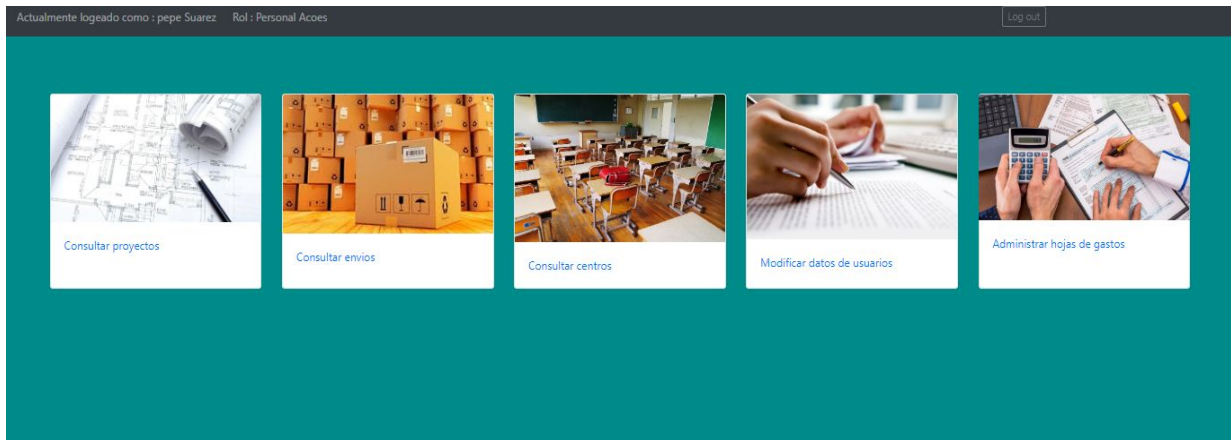 Actualmente logeado como : pepe Suarez Rol : Personal Acoes
Log out
Consultar proyectos
Consultar envios
Consultar centros
Modificar datos de usuarios
Administrar hojas de gastos